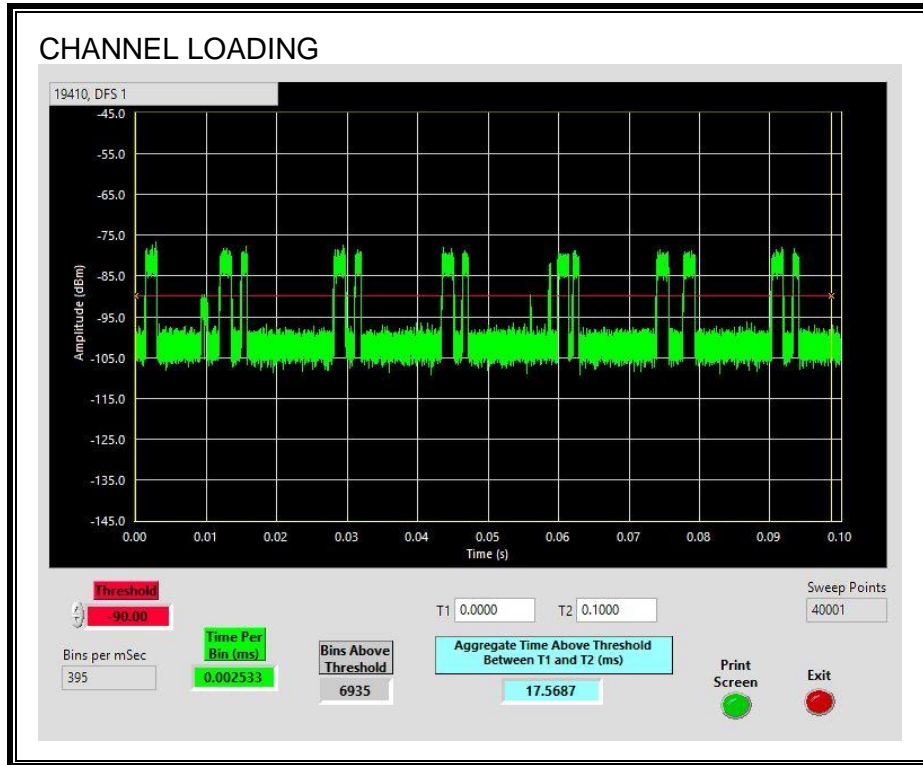 CHANNEL LOADING
19410, DFS 1
-45.0
-55.0
-65.0
-75.0
-85.0
-95.0
-105.0
-115.0
-125.0
-135.0
-145.0
Amplitude (dBm)
0.00 0.01 0.02 0.03 0.04 0.05 0.06 0.07 0.08 0.09 0.10
Time (s)
Threshold
-90.00
Bins per mSec
395
Time Per
Bin (ms)
0.002533
Bins Above
Threshold
6935
T1 0.0000 T2 0.1000
Aggregate Time Above Threshold
Between T1 and T2 (ms)
17.5687
Sweep Points
40001
Print
Screen
Exit